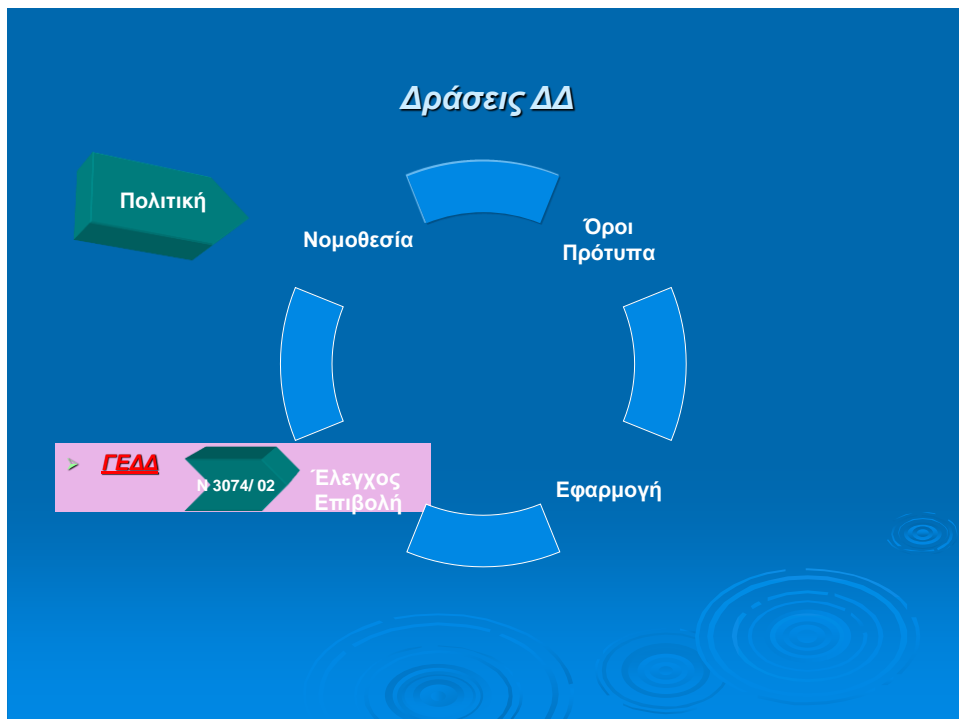 Δράσεις ΔΔ
Πολιτική
Νομοθεσία
Όροι
Πρότυπα
ΓΕΔΔ
Ν 3074/ 02
Έλεγχος
Επιβολή
Εφαρμογή